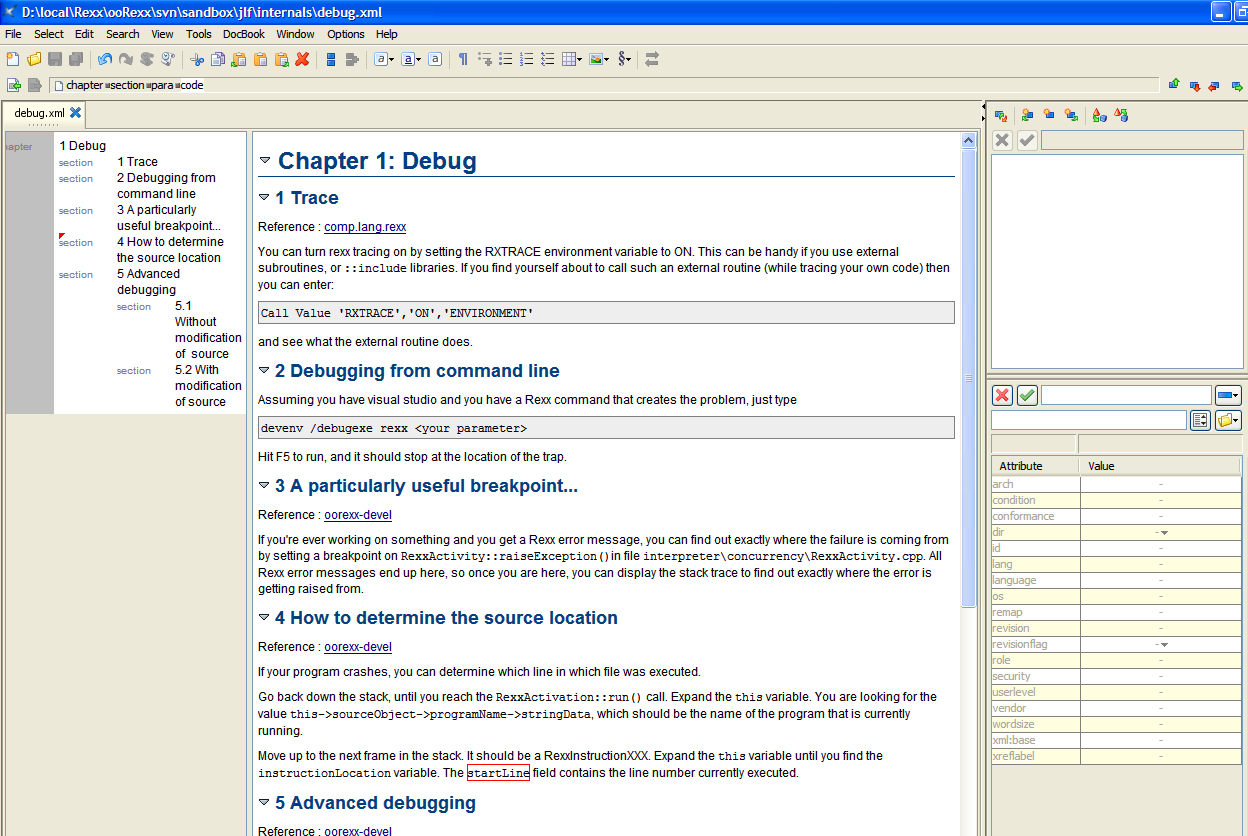 D:\local\Rexx\ooRexx\svn\sandbox\jlf\internals\debug.xml
File Select Edit Search View Tools DocBook Window Options Help
chapter section para code
debug.xml
hapter
1 Debug
section 1 Trace
section 2 Debugging from
command line
section 3 A particularly
useful breakpoint...
section 4 How to determine
the source location
section 5 Advanced
debugging
section 5.1
Without
modification
of source
section 5.2 With
modification
of source
Chapter 1: Debug
1 Trace
Reference : comp.lang.rexx
You can turn rexx tracing on by setting the RXTRACE environment variable to ON. This can be handy if you use external
subroutines, or ::include libraries. If you find yourself about to call such an external routine (while tracing your own code) then
you can enter:
Call Value 'RXTRACE','ON','ENVIRONMENT'
and see what the external routine does.
2 Debugging from command line
Assuming you have visual studio and you have a Rexx command that creates the problem, just type
devenv /debugexe rexx <your parameter>
Hit F5 to run, and it should stop at the location of the trap.
3 A particularly useful breakpoint...
Reference : oorexx-devel
If you're ever working on something and you get a Rexx error message, you can find out exactly where the failure is coming from
by setting a breakpoint on RexxActivity::raiseException() in file interpreter\concurrency\RexxActivity.cpp. All
Rexx error messages end up here, so once you are here, you can display the stack trace to find out exactly where the error is
getting raised from.
4 How to determine the source location
Reference : oorexx-devel
If your program crashes, you can determine which line in which file was executed.
Go back down the stack, until you reach the RexxActivation::run() call. Expand the this variable. You are looking for the
value this->sourceObject->programName->stringData, which should be the name of the program that is currently
running.
Move up to the next frame in the stack. It should be a RexxInstructionXXX. Expand the this variable until you find the
instructionLocation variable. The startLine field contains the line number currently executed.
5 Advanced debugging
Reference : oorexx-devel
Attribute Value
arch -
condition -
conformance -
dir -
id -
lang -
language -
os -
remap -
revision -
revisionflag -
role -
security -
userlevel -
vendor -
wordsize -
xml:base -
xreflabel -